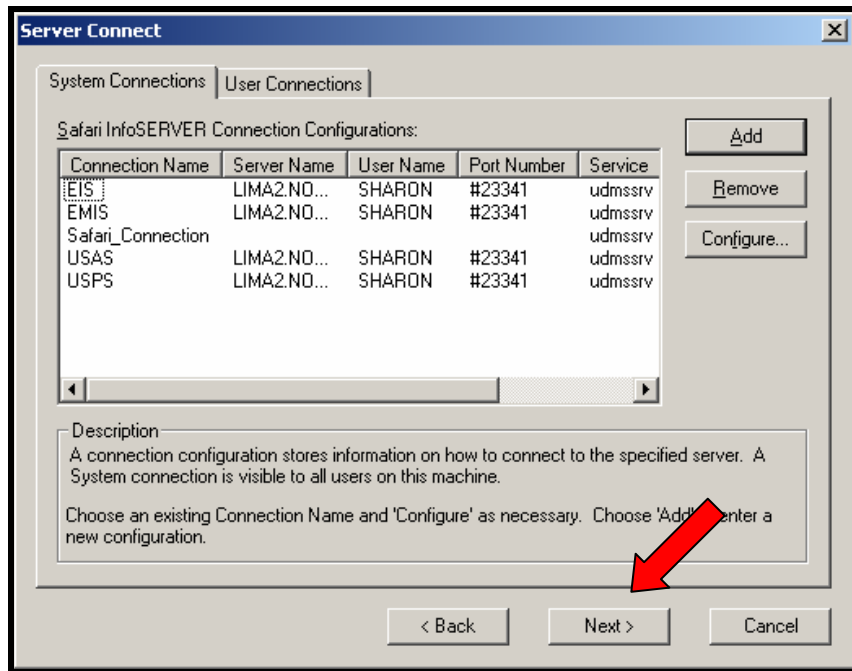 Server Connect
System Connections User Connections
Safari InfoSERVER Connection Configurations:
Connection Name Server Name User Name Port Number Service
EIS LIMA2.NO... SHARON #23341 udmssrv
EMIS LIMA2.NO... SHARON #23341 udmssrv
Safari_Connection udmssrv
USAS LIMA2.NO... SHARON #23341 udmssrv
USPS LIMA2.NO... SHARON #23341 udmssrv
Add
Remove
Configure...
Description
A connection configuration stores information on how to connect to the specified server. A
System connection is visible to all users on this machine.
Choose an existing Connection Name and 'Configure' as necessary. Choose 'Add' enter a
new configuration.
< Back Next > Cancel